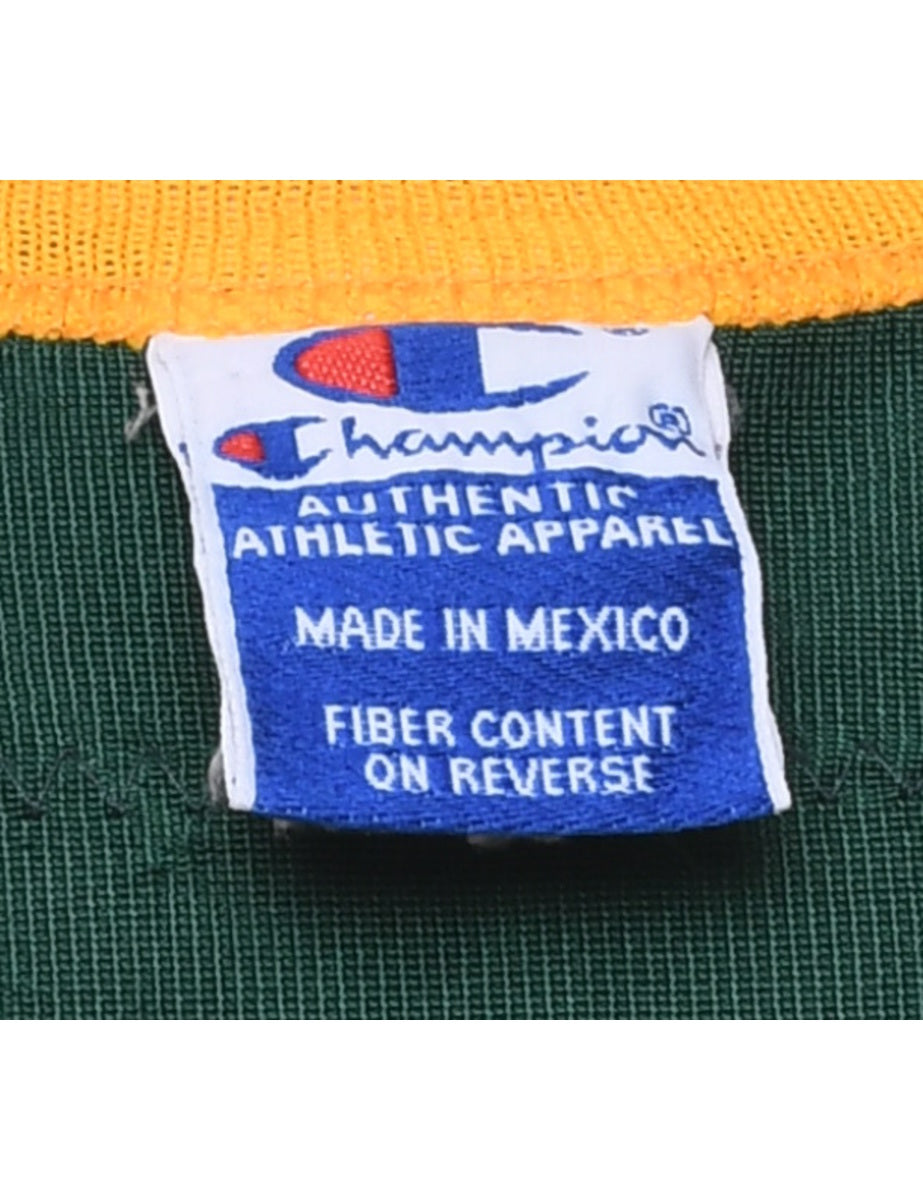 Champion®
AUTHENTIC
ATHLETIC APPAREL
MADE IN MEXICO
FIBER CONTENT
ON REVERSE